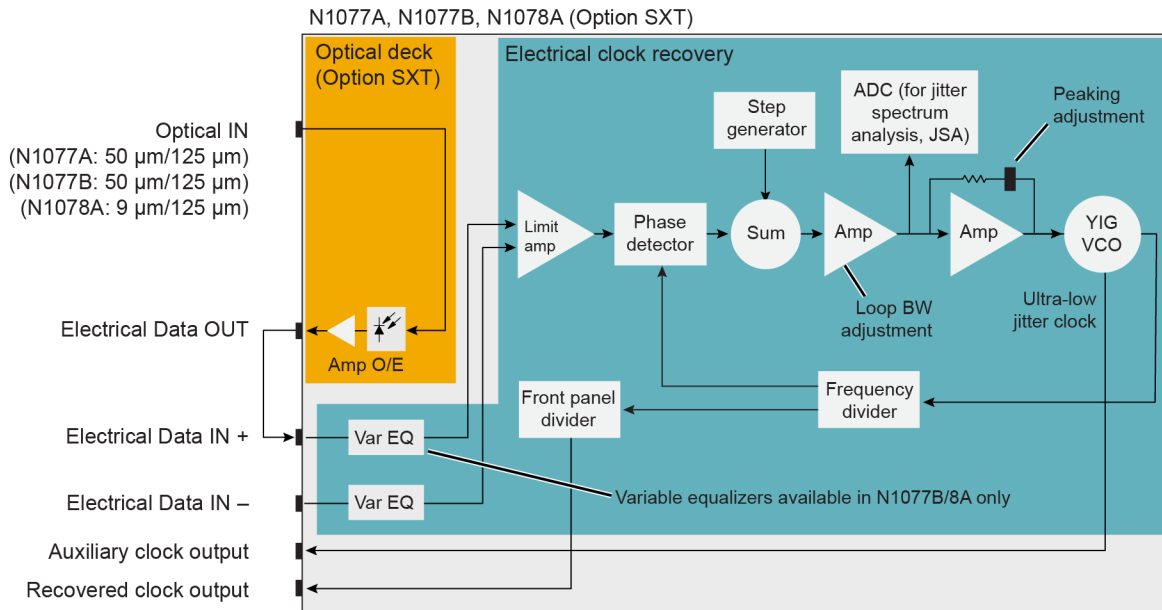 N1077A, N1077B, N1078A (Option SXT)
Optical deck
(Option SXT)
Electrical clock recovery
Optical IN
(N1077A: 50 µm/125 µm)
(N1077B: 50 µm/125 µm)
(N1078A: 9 µm/125 µm)
Step
generator
ADC (for jitter
spectrum
analysis, JSA)
Peaking
adjustment
Limit
amp
Phase
detector
Sum
Amp
Amp
YIG
VCO
Loop BW
adjustment
Ultra-low
jitter clock
Electrical Data OUT
Amp O/E
Front panel
divider
Frequency
divider
Electrical Data IN +
Var EQ
Electrical Data IN –
Var EQ
Variable equalizers available in N1077B/8A only
Auxiliary clock output
Recovered clock output